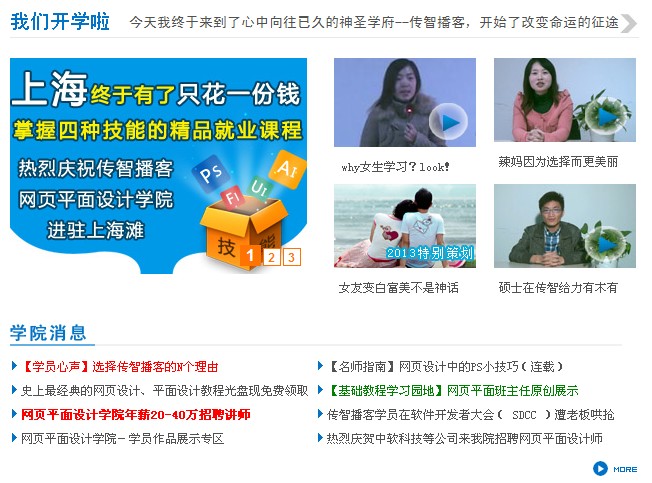 我们开学啦
今天我终于来到了心中向往已久的神圣学府--传智播客，开始了改变命运的征途
上海终于有了只花一份钱
掌握四种技能的精品就业课程
热烈庆祝传智播客
网页平面设计学院
进驻上海滩
Ps
Fl
UI
Ai
技能
1 2 3
why女生学习？look！
辣妈因为选择而更美丽
2013特别策划
女友变白富美不是神话
硕士在传智给力有木有
学院消息
【学员心声】选择传智播客的N个理由
【名师指南】网页设计中的PS小技巧（连载）
史上最经典的网页设计、平面设计教程光盘现免费领取
【基础教程学习园地】网页平面班主任原创展示
网页平面设计学院年薪20-40万招聘讲师
传智播客学员在软件开发者大会（ SDCC ）遭老板哄抢
网页平面设计学院－学员作品展示专区
热烈庆贺中软科技等公司来我院招聘网页平面设计师
MORE